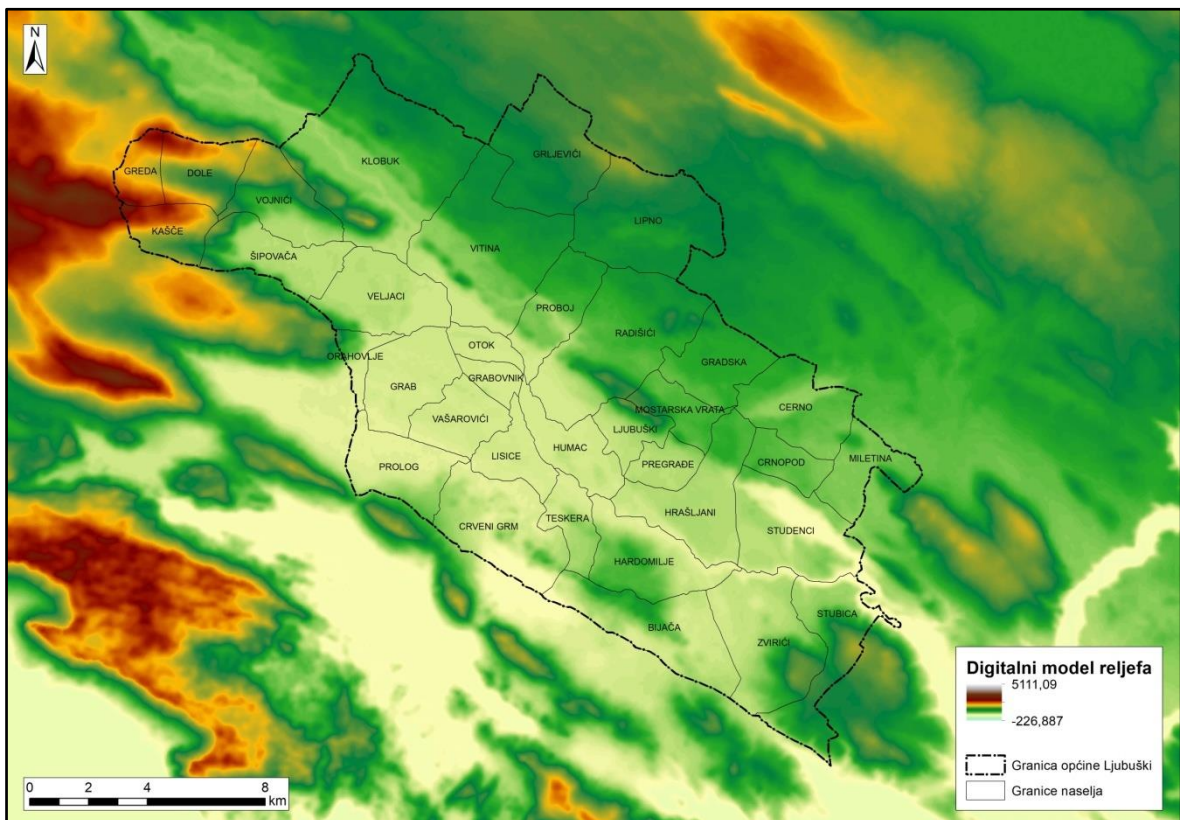 N
GRLJEVIĆI
KLOBUK
GREDA
DOLE
VOJNIĆI
LIPNO
KAŠČE
VITINA
ŠIPOVAČA
VELJACI
PROBOJ
RADIŠIĆI
OTOK
ORAHOVLJE
GRADSKA
GRABOVNIK
GRAB
CERNO
MOSTARSKA VRATA
VAŠAROVIĆI
LJUBUŠKI
HUMAC
LISICE
MILETINA
CRNOPOD
PREGRAĐE
PROLOG
HRAŠLJANI
TESKERA
CRVENI GRM
STUDENCI
HARDOMILJE
STUBICA
BIJAČA
ZVIRIĆI
Digitalni model reljefa
5111,09
-226,887
Granica općine Ljubuški
Granice naselja
0 2 4 8
km